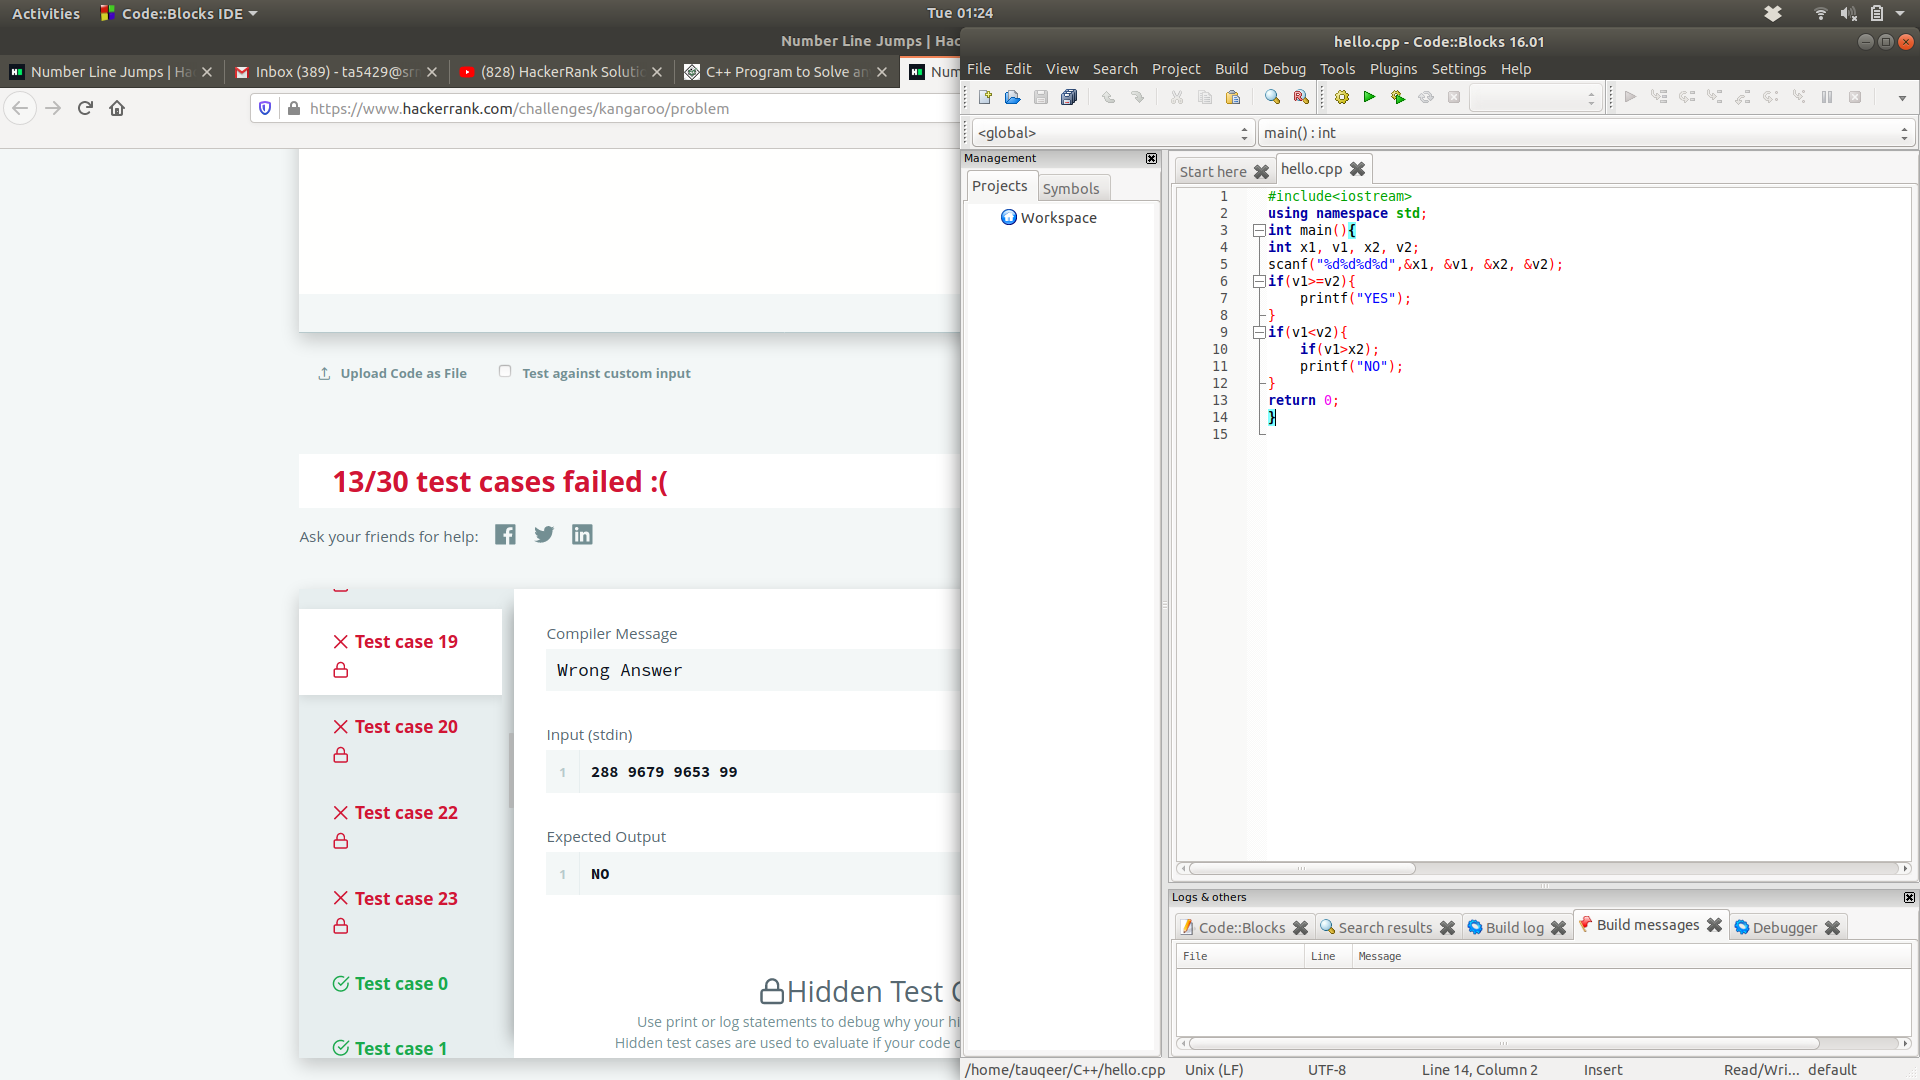 Activities
Code::Blocks IDE
Tue 01:24
Number Line Jumps | Hac
Number Line Jumps | Ha
Inbox (389) - ta5429@srr
(828) HackerRank Soluti
C++ Program to Solve an
Num
https://www.hackerrank.com/challenges/kangaroo/problem
Upload Code as File
Test against custom input
13/30 test cases failed :(
Ask your friends for help:
Test case 19
Test case 20
Test case 22
Test case 23
Test case 0
Test case 1
Compiler Message
Wrong Answer
Input (stdin)
1 288 9679 9653 99
Expected Output
1 NO
Hidden Test C
Use print or log statements to debug why your hi
Hidden test cases are used to evaluate if your code c
hello.cpp - Code::Blocks 16.01
File Edit View Search Project Build Debug Tools Plugins Settings Help
<global>
main() : int
Management
Projects
Symbols
Workspace
Start here
hello.cpp
1 #include<iostream>
2 using namespace std;
3 int main(){
4 int x1, v1, x2, v2;
5 scanf("%d%d%d%d",&x1, &v1, &x2, &v2);
6 if(v1>=v2){
7 printf("YES");
8 }
9 if(v1<v2){
10 if(v1>x2);
11 printf("NO");
12 }
13 return 0;
14 }
15
Logs & others
Code::Blocks
Search results
Build log
Build messages
Debugger
File Line Message
/home/tauqeer/C++/hello.cpp Unix (LF) UTF-8 Line 14, Column 2 Insert Read/Wri... default